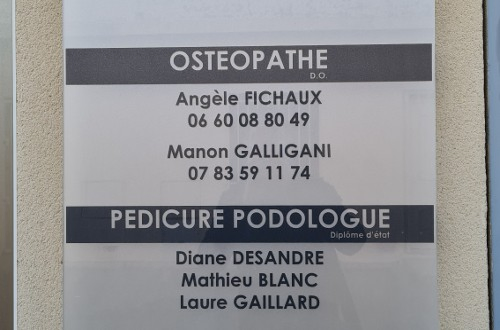 OSTEOPATHE
D.O.
Angèle FICHAUX
06 60 08 80 49
Manon GALLIGANI
07 83 59 11 74
PEDICURE PODOLOGUE
Diplôme d'état
Diane DESANDRE
Mathieu BLANC
Laure GAILLARD